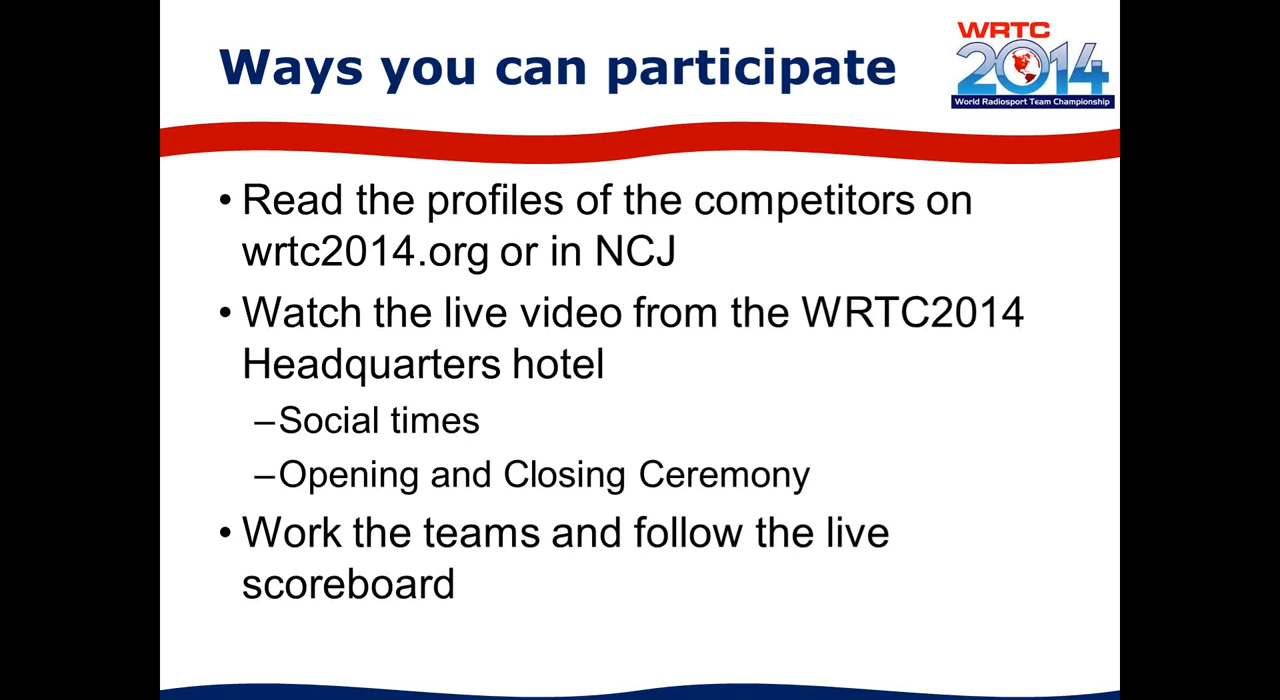 Ways you can participate
WRTC
2014
World Radiosport Team Championship
• Read the profiles of the competitors on
wrtc2014.org or in NCJ
• Watch the live video from the WRTC2014
Headquarters hotel
–Social times
–Opening and Closing Ceremony
• Work the teams and follow the live
scoreboard